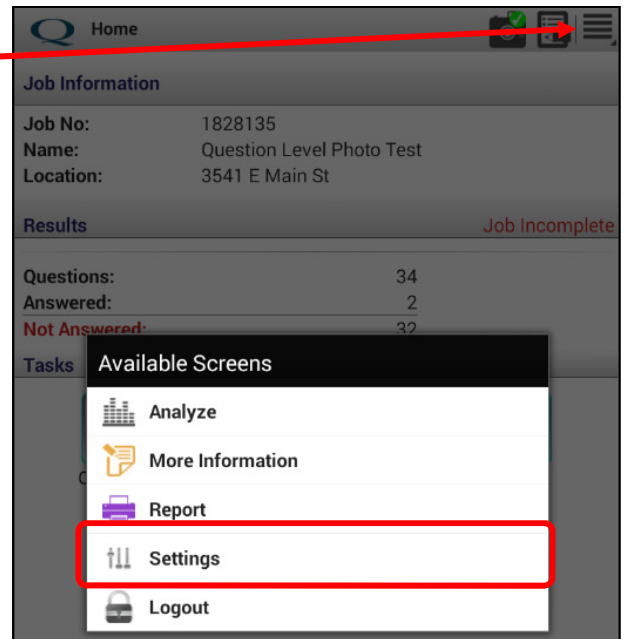 Home
Job Information
Job No: 1828135
Name: Question Level Photo Test
Location: 3541 E Main St
Results Job Incomplete
Questions: 34
Answered: 2
Not Answered: 32
Tasks
Available Screens
Analyze
More Information
Report
Settings
Logout